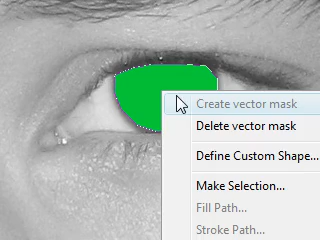 Create vector mask
Delete vector mask
Define Custom Shape...
Make Selection...
Fill Path...
Stroke Path...